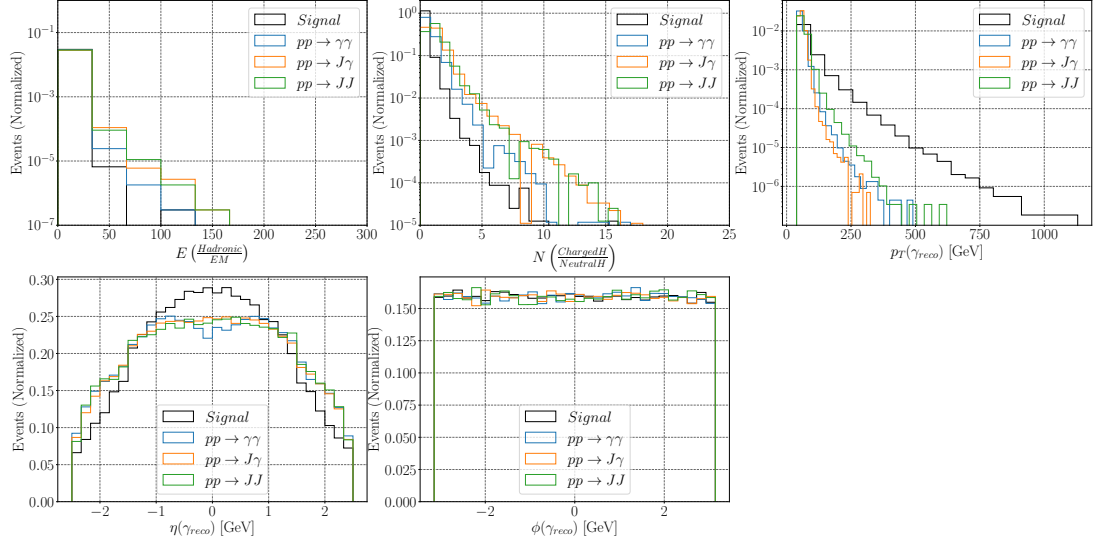 Events (Normalized)
10⁻¹
10⁻³
10⁻⁵
10⁻⁷
Signal
pp → γγ
pp → Jγ
pp → JJ
0 50 100 150 200 250 300
E (Hadronic/EM)
Events (Normalized)
10⁰
10⁻¹
10⁻²
10⁻³
10⁻⁴
10⁻⁵
Signal
pp → γγ
pp → Jγ
pp → JJ
0 5 10 15 20 25
N (ChargedH/NeutralH)
Events (Normalized)
10⁻²
10⁻³
10⁻⁴
10⁻⁵
10⁻⁶
Signal
pp → γγ
pp → Jγ
pp → JJ
0 250 500 750 1000
p_T(γ_reco) [GeV]
Events (Normalized)
0.30
0.25
0.20
0.15
0.10
0.05
0.00
Signal
pp → γγ
pp → Jγ
pp → JJ
−2 −1 0 1 2
η(γ_reco) [GeV]
Events (Normalized)
0.150
0.125
0.100
0.075
0.050
0.025
0.000
Signal
pp → γγ
pp → Jγ
pp → JJ
−2 0 2
ϕ(γ_reco) [GeV]